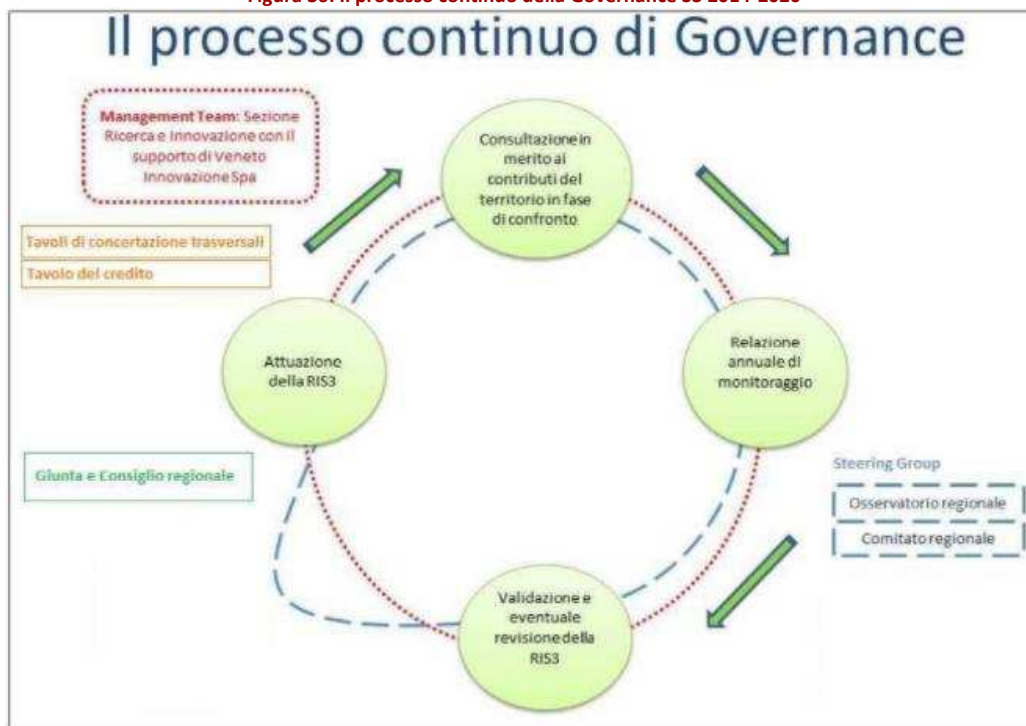 Il processo continuo di Governance
Management Team: Sezione
Ricerca e Innovazione con il
supporto di Veneto
Innovazione Spa
Consultazione in
merito ai
contributi del
territorio in fase
di confronto
Tavoli di concertazione trasversali
Tavolo del credito
Attuazione
della RIS3
Relazione
annuale di
monitoraggio
Giunta e Consiglio regionale
Steering Group
Osservatorio regionale
Comitato regionale
Validazione e
eventuale
revisione della
RIS3